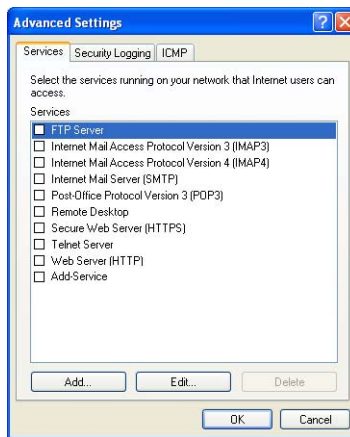 Advanced Settings
Services Security Logging ICMP
Select the services running on your network that Internet users can
access.
Services
FTP Server
Internet Mail Access Protocol Version 3 (IMAP3)
Internet Mail Access Protocol Version 4 (IMAP4)
Internet Mail Server (SMTP)
Post-Office Protocol Version 3 (POP3)
Remote Desktop
Secure Web Server (HTTPS)
Telnet Server
Web Server (HTTP)
Add-Service
Add... Edit... Delete
OK Cancel